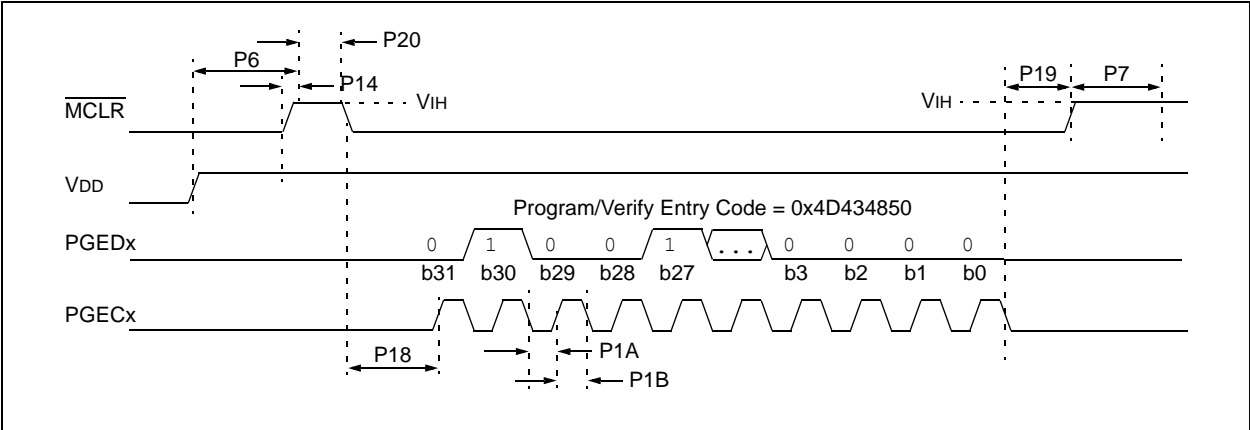 P20
P6
P14
P19
P7
MCLR
VIH
VIH
VDD
Program/Verify Entry Code = 0x4D434850
PGEDx
0 1 0 0 1 ... 0 0 0 0
b31 b30 b29 b28 b27 b3 b2 b1 b0
PGECx
P18
P1A
P1B